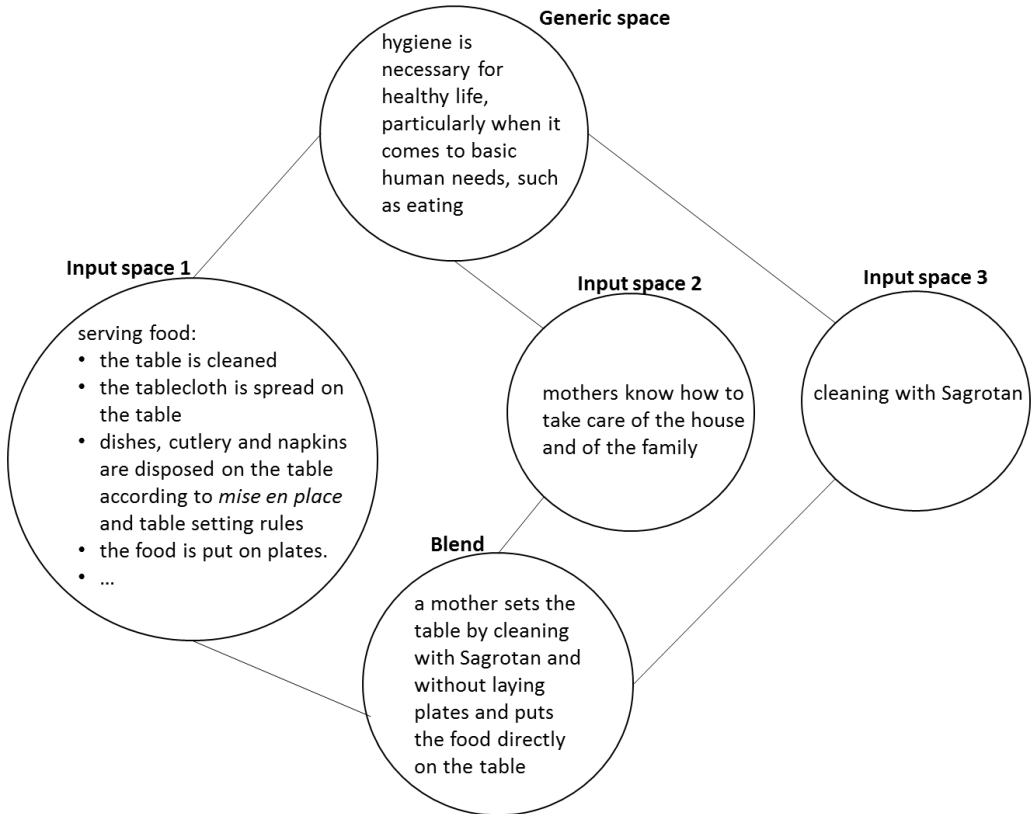 Generic space
hygiene is
necessary for
healthy life,
particularly when it
comes to basic
human needs, such
as eating
Input space 1
serving food:
• the table is cleaned
• the tablecloth is spread on
the table
• dishes, cutlery and napkins
are disposed on the table
according to mise en place
and table setting rules
• the food is put on plates.
• ...
Input space 2
mothers know how to
take care of the house
and of the family
Input space 3
cleaning with Sagrotan
Blend
a mother sets the
table by cleaning
with Sagrotan and
without laying
plates and puts
the food directly
on the table